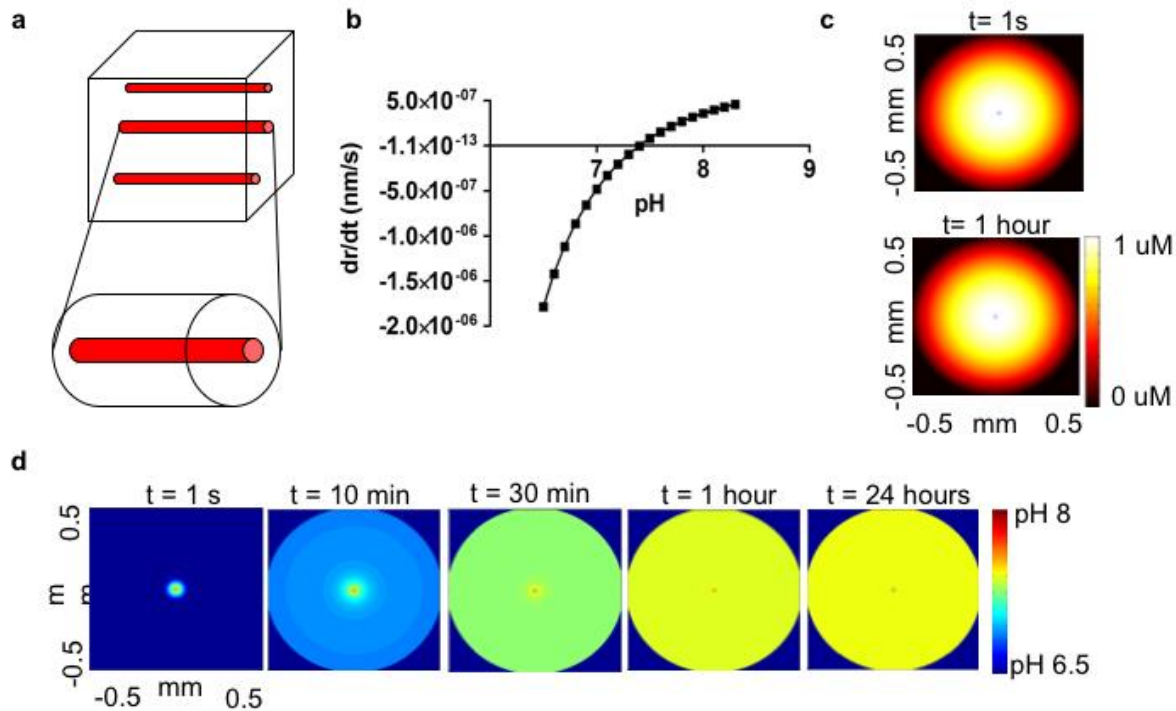 a
b
5.0×10⁻⁰⁷
-1.1×10⁻¹³
-5.0×10⁻⁰⁷
-1.0×10⁻⁰⁶
-1.5×10⁻⁰⁶
-2.0×10⁻⁰⁶
dr/dt (nm/s)
7 8 9
pH
c
t= 1s
0.5
mm
-0.5
t= 1 hour
0.5
mm
-0.5
-0.5 mm 0.5
1 uM
0 uM
d
t = 1 s t = 10 min t = 30 min t = 1 hour t = 24 hours
0.5
m
m
-0.5
-0.5 mm 0.5
pH 8
pH 6.5